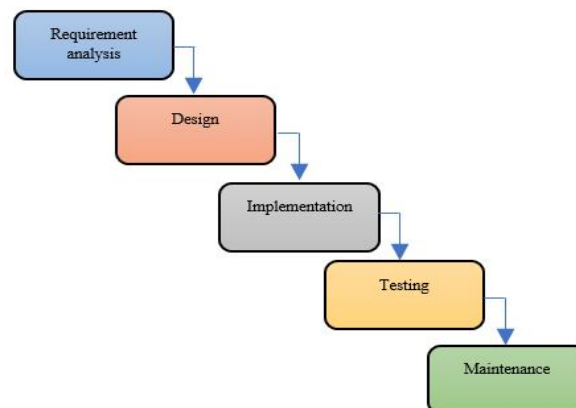 Requirement
analysis
Design
Implementation
Testing
Maintenance